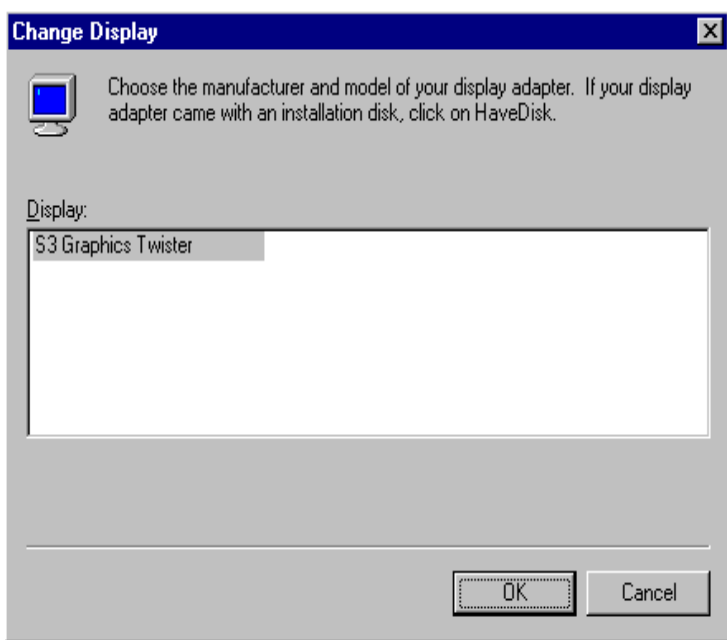 Change Display
Choose the manufacturer and model of your display adapter.  If your display
adapter came with an installation disk, click on HaveDisk.
Display:
S3 Graphics Twister
OK
Cancel